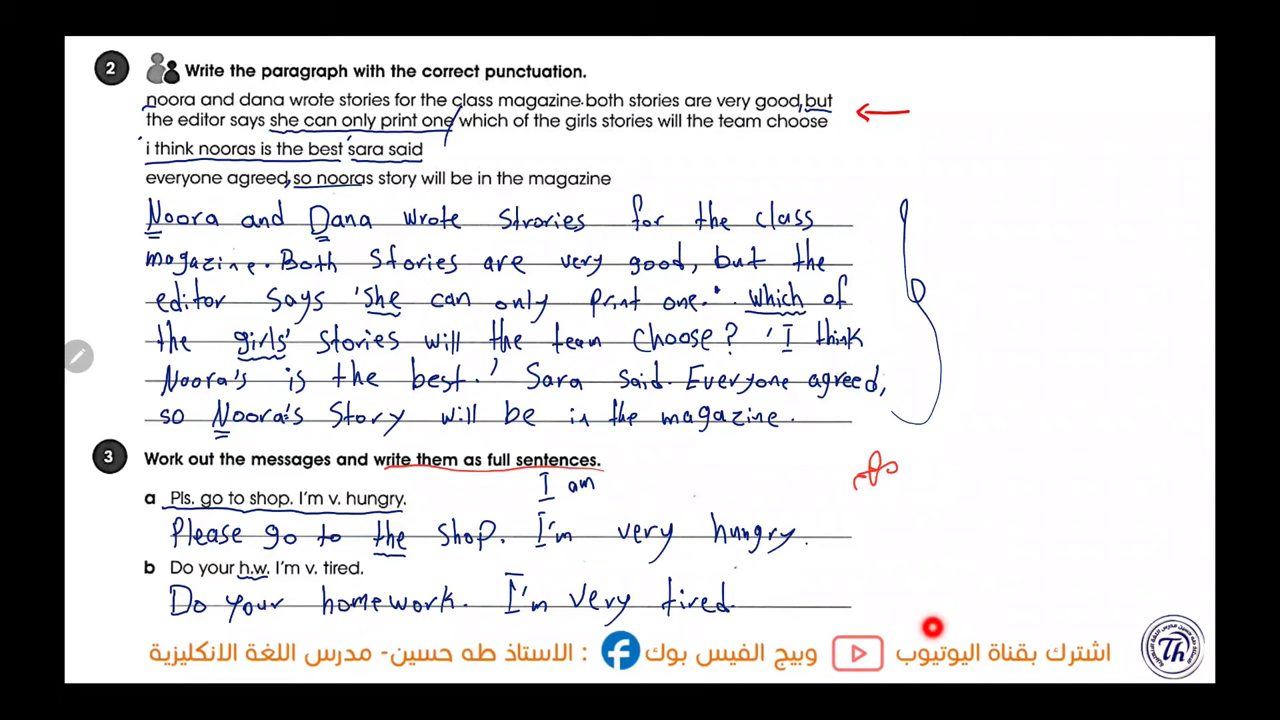 2 Write the paragraph with the correct punctuation.
noora and dana wrote stories for the class magazine. both stories are very good, but
the editor says she can only print one which of the girls stories will the team choose
'i think nooras is the best 'sara said
everyone agreed, so nooras story will be in the magazine
Noora and Dana wrote Strories for the class
magazine. Both Stories are very good, but the
editor says 'She can only print one.' Which of
the girls' stories will the team choose? 'I think
Noora's is the best.' Sara said. Everyone agreed,
so Noora's Story will be in the magazine.
3 Work out the messages and write them as full sentences.
I am
a Pls. go to shop. I'm v. hungry.
Please go to the shop. I'm very hungry.
b Do your h.w. I'm v. tired.
Do your homework. I'm very tired.
اشترك بقناة اليوتيوب وبيج الفيس بوك : الاستاذ طه حسين- مدرس اللغة الانكليزية
Th